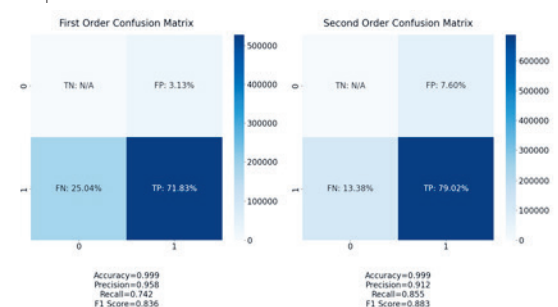 First Order Confusion Matrix
Second Order Confusion Matrix
0
TN: N/A
FP: 3.13%
1
FN: 25.04%
TP: 71.83%
0
1
500000
400000
300000
200000
100000
0
Accuracy=0.999
Precision=0.958
Recall=0.742
F1 Score=0.836
0
TN: N/A
FP: 7.60%
1
FN: 13.38%
TP: 79.02%
0
1
600000
500000
400000
300000
200000
100000
0
Accuracy=0.999
Precision=0.912
Recall=0.855
F1 Score=0.883